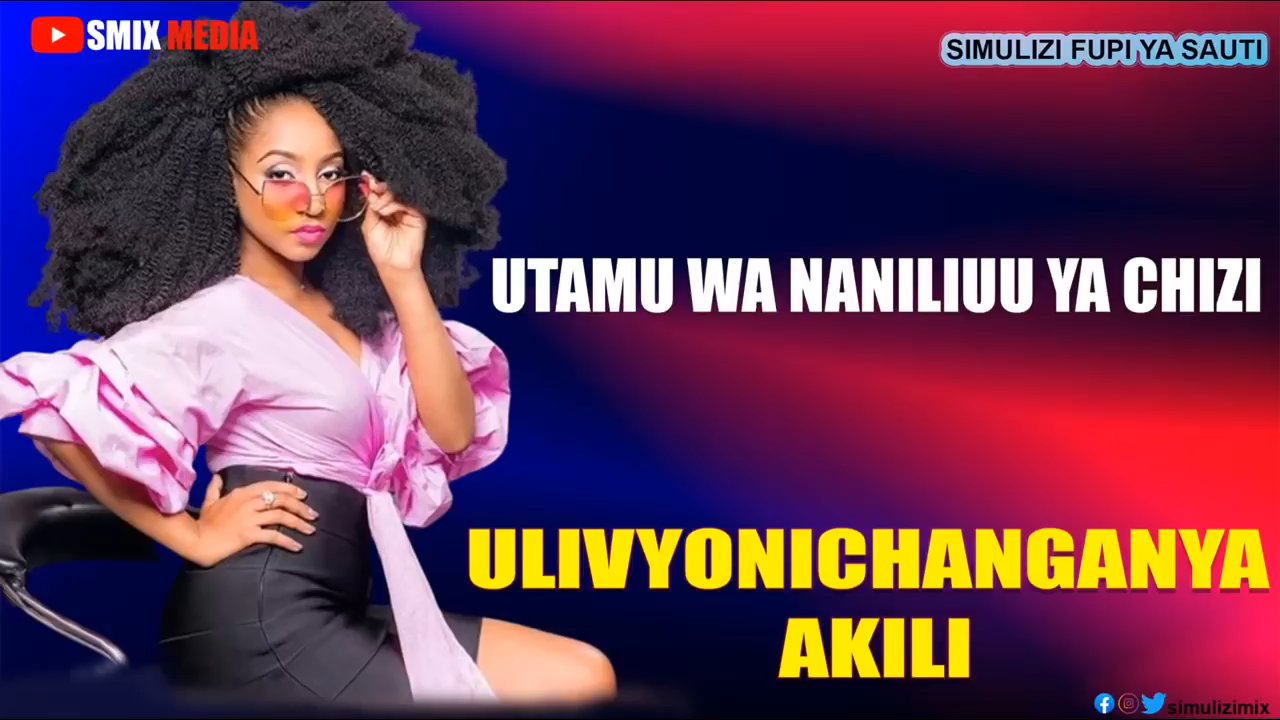 SMIX MEDIA
SIMULIZI FUPI YA SAUTI
UTAMU WA NANILIUU YA CHIZI
ULIVYONICHANGANYA
AKILI
simulizimix